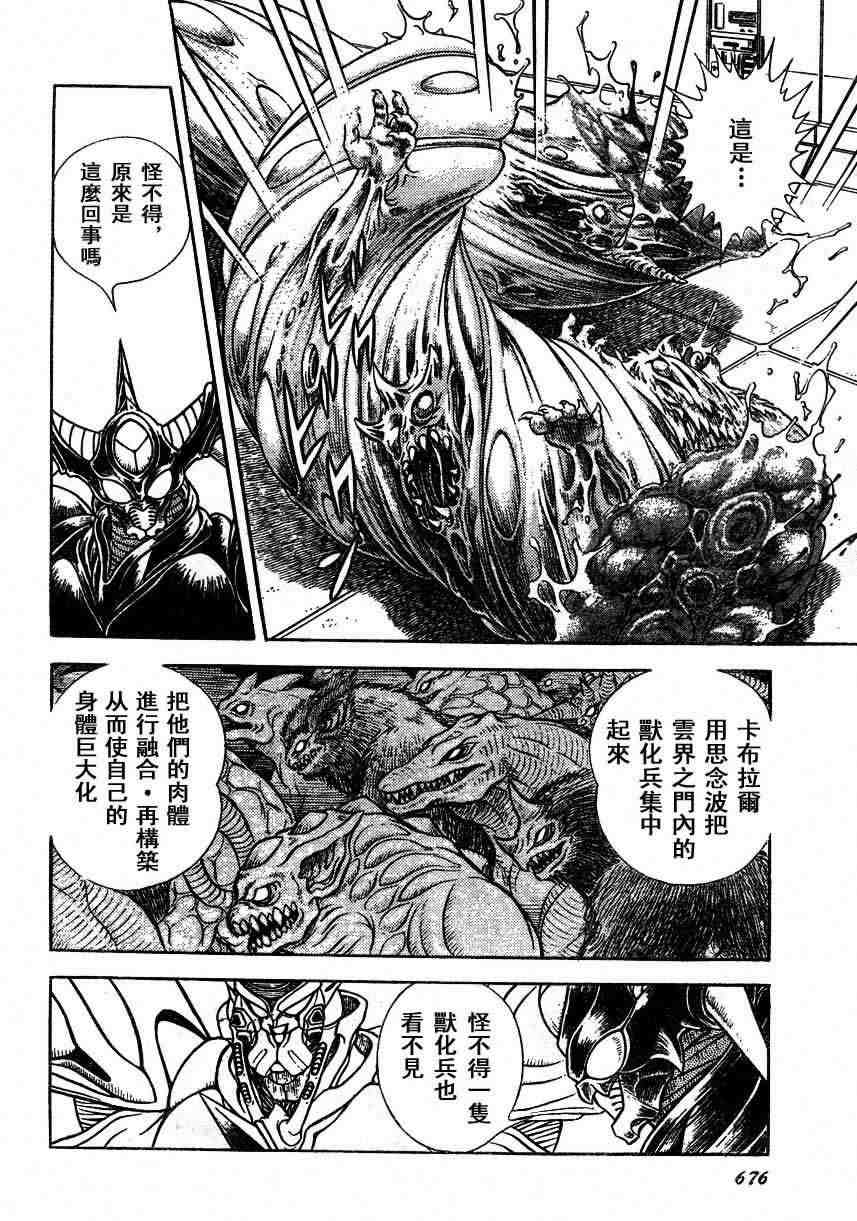 這是…
怪不得，
原來是
這麼回事嗎
卡布拉爾
用思念波把
雲界之門內的
獸化兵集中
起來
把他們的肉體
進行融合・再構築
从而使自己的
身體巨大化
怪不得一隻
獸化兵也
看不見
676